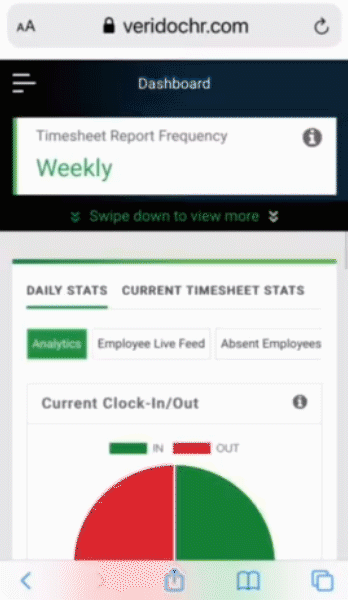 AA veridochr.com
Dashboard
Timesheet Report Frequency
Weekly
Swipe down to view more
DAILY STATS CURRENT TIMESHEET STATS
Analytics Employee Live Feed Absent Employees
Current Clock-In/Out
IN OUT